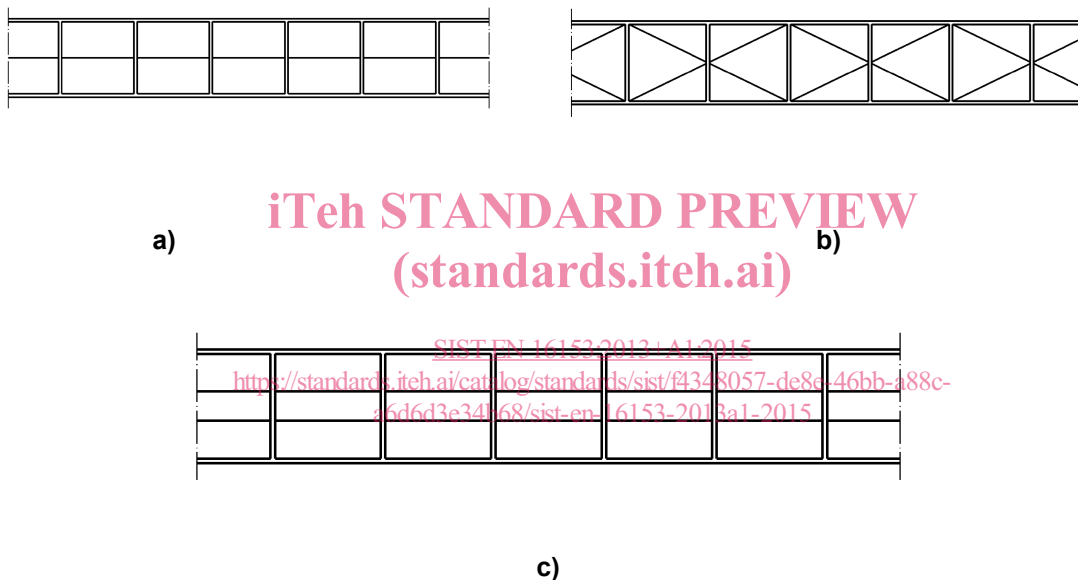 iTeh STANDARD PREVIEW
a)
b)
(standards.iteh.ai)
SIST EN 16153:2013+A1:2015
https://standards.iteh.ai/catalog/standards/sist/f4348057-de8e-46bb-a88c-
a6d6d3e34b68/sist-en-16153-2013a1-2015
c)